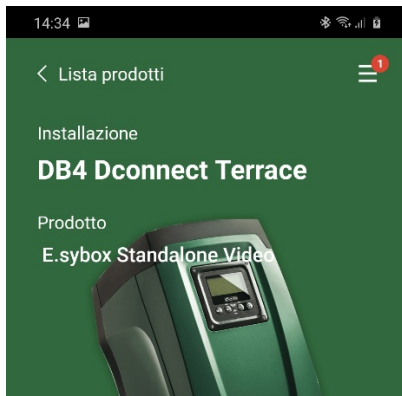 14:34
Lista prodotti
1
Installazione
DB4 Dconnect Terrace
Prodotto
E.sybox Standalone Video